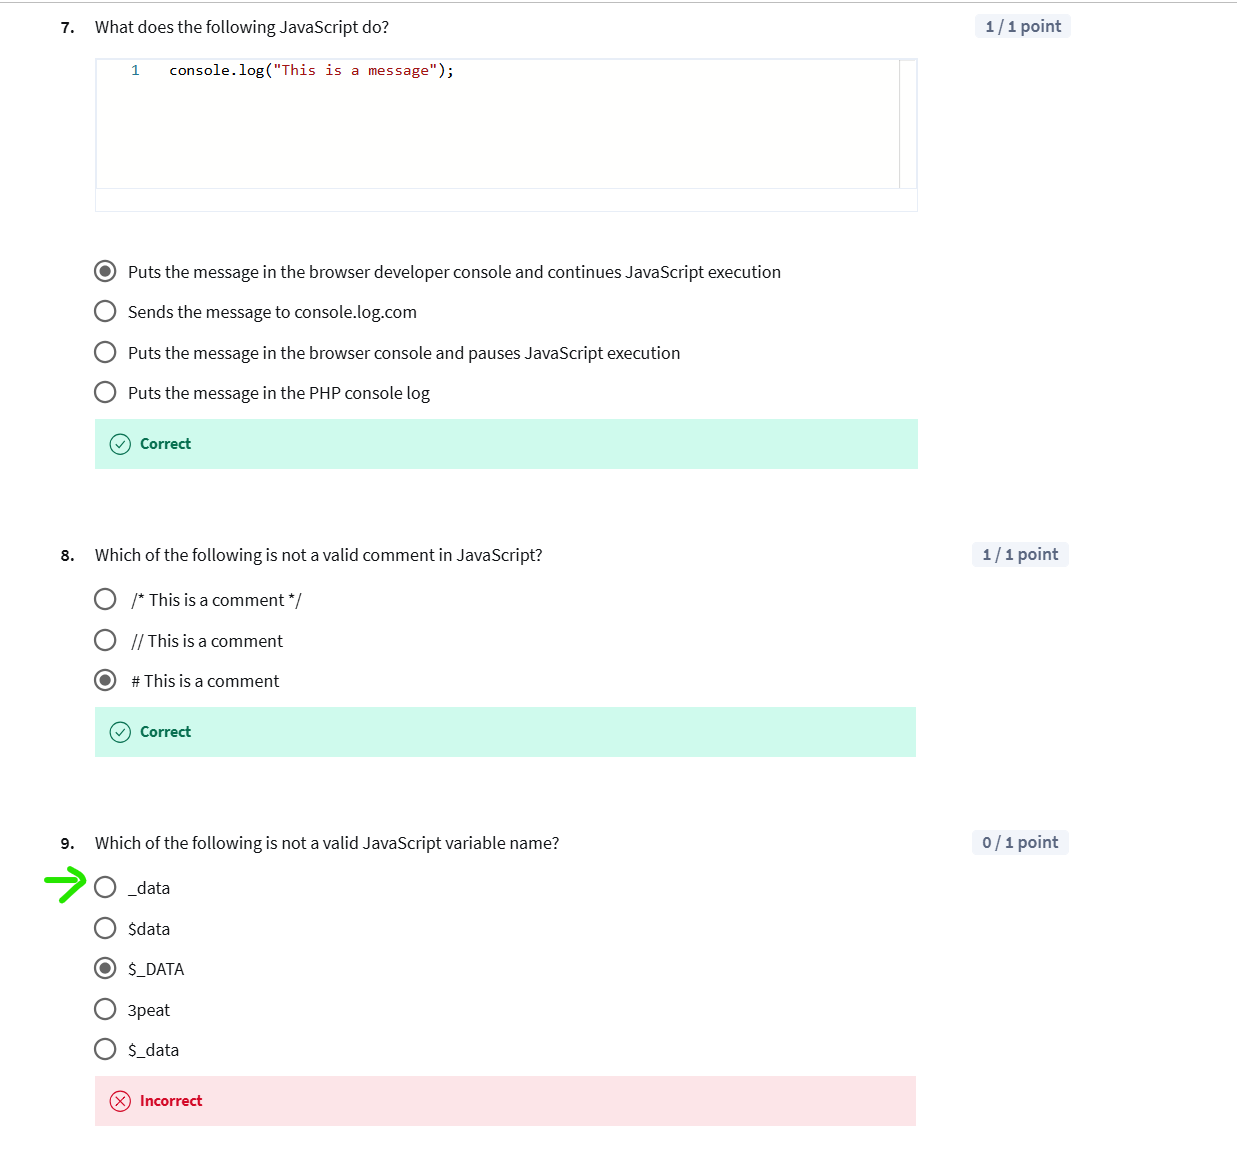 7. What does the following JavaScript do? 1 / 1 point
1 console.log("This is a message");
Puts the message in the browser developer console and continues JavaScript execution
Sends the message to console.log.com
Puts the message in the browser console and pauses JavaScript execution
Puts the message in the PHP console log
Correct
8. Which of the following is not a valid comment in JavaScript? 1 / 1 point
/* This is a comment */
// This is a comment
# This is a comment
Correct
9. Which of the following is not a valid JavaScript variable name? 0 / 1 point
_data
$data
$_DATA
3peat
$_data
Incorrect